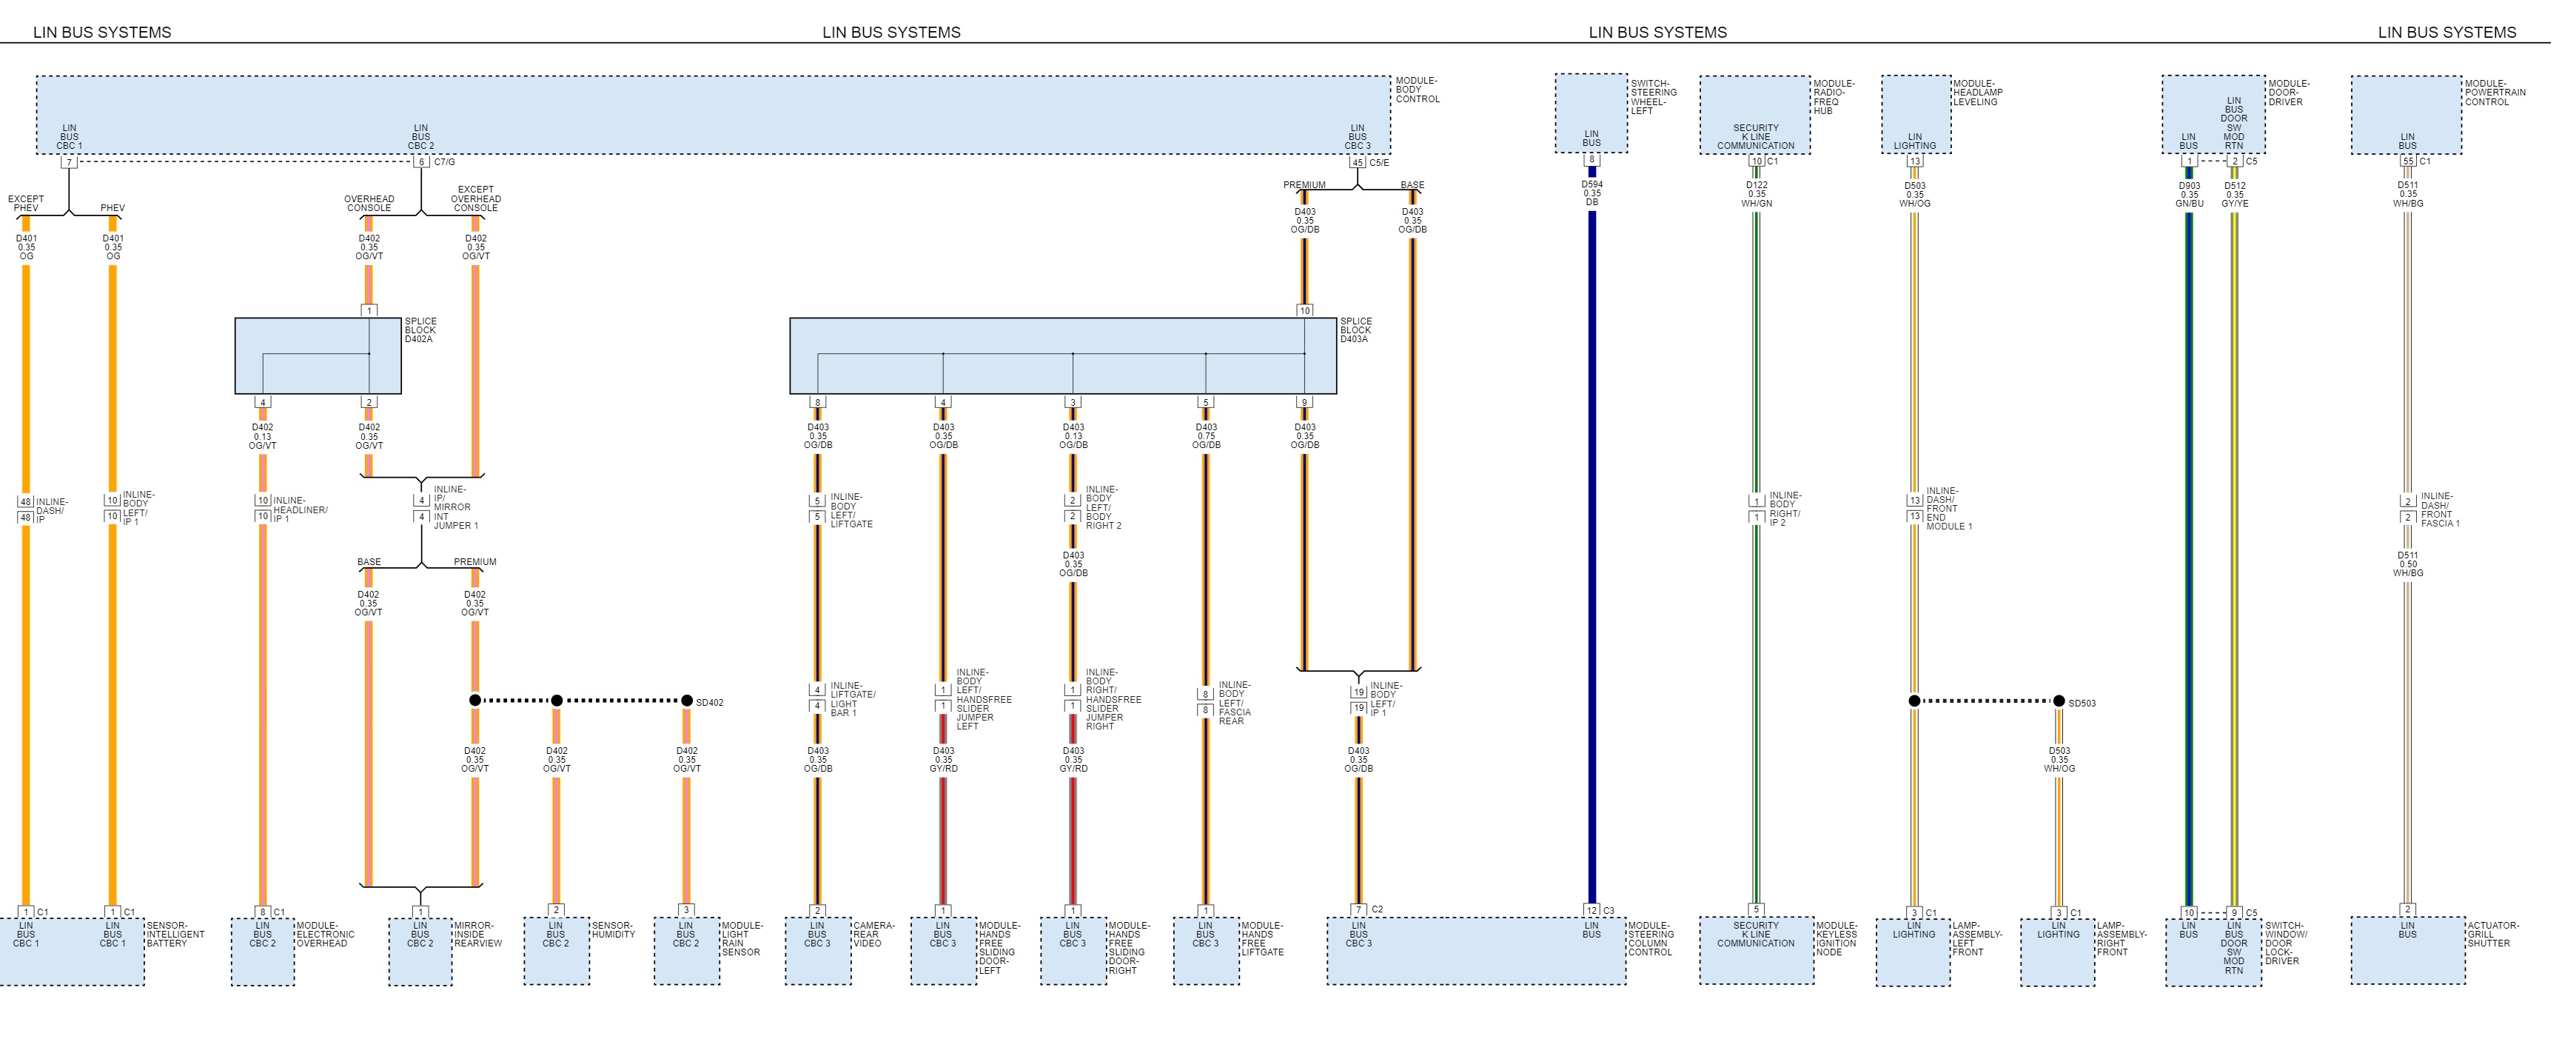 LIN BUS SYSTEMS
LIN BUS SYSTEMS
LIN BUS SYSTEMS
LIN BUS SYSTEMS
MODULE-
BODY
CONTROL
LIN
BUS
CBC 1
LIN
BUS
CBC 2
LIN
BUS
CBC 3
7
6
C7/G
45
C5/E
SWITCH-
STEERING
WHEEL-
LEFT
LIN
BUS
8
MODULE-
RADIO-
FREQ
HUB
SECURITY
K LINE
COMMUNICATION
10
C1
MODULE-
HEADLAMP
LEVELING
LIN
LIGHTING
13
MODULE-
DOOR-
DRIVER
LIN
BUS
LIN
BUS
DOOR
SW
MOD
RTN
1
2
C5
MODULE-
POWERTRAIN
CONTROL
LIN
BUS
55
C1
EXCEPT
PHEV
PHEV
OVERHEAD
CONSOLE
EXCEPT
OVERHEAD
CONSOLE
PREMIUM
BASE
D401
0.35
OG
D401
0.35
OG
D402
0.35
OG/VT
D402
0.35
OG/VT
D403
0.35
OG/DB
D403
0.35
OG/DB
D594
0.35
DB
D122
0.35
WH/GN
D503
0.35
WH/OG
D903
0.35
GN/BU
D512
0.35
GY/YE
D511
0.35
WH/BG
1
SPLICE
BLOCK
D402A
4
2
10
SPLICE
BLOCK
D403A
8
4
3
5
9
D402
0.13
OG/VT
D402
0.35
OG/VT
D403
0.35
OG/DB
D403
0.35
OG/DB
D403
0.13
OG/DB
D403
0.75
OG/DB
D403
0.35
OG/DB
48
48
INLINE-
DASH/
IP
10
10
INLINE-
BODY
LEFT/
IP 1
10
10
INLINE-
HEADLINER/
IP 1
4
4
INLINE-
IP/
MIRROR
INT
JUMPER 1
5
5
INLINE-
BODY
LEFT/
LIFTGATE
2
2
INLINE-
BODY
LEFT/
BODY
RIGHT 2
1
1
INLINE-
BODY
RIGHT/
IP 2
13
13
INLINE-
DASH/
FRONT
END
MODULE 1
2
2
INLINE-
DASH/
FRONT
FASCIA 1
BASE
PREMIUM
D402
0.35
OG/VT
D402
0.35
OG/VT
D403
0.35
OG/DB
D511
0.50
WH/BG
SD402
4
4
INLINE-
LIFTGATE/
LIGHT
BAR 1
1
1
INLINE-
BODY
LEFT/
HANDSFREE
SLIDER
JUMPER
LEFT
1
1
INLINE-
BODY
RIGHT/
HANDSFREE
SLIDER
JUMPER
RIGHT
8
8
INLINE-
BODY
LEFT/
FASCIA
REAR
19
19
INLINE-
BODY
LEFT/
IP 1
SD503
D402
0.35
OG/VT
D402
0.35
OG/VT
D402
0.35
OG/VT
D403
0.35
OG/DB
D403
0.35
GY/RD
D403
0.35
GY/RD
D403
0.35
OG/DB
D503
0.35
WH/OG
1
C1
LIN
BUS
CBC 1
1
C1
LIN
BUS
CBC 1
SENSOR-
INTELLIGENT
BATTERY
8
C1
LIN
BUS
CBC 2
MODULE-
ELECTRONIC
OVERHEAD
1
LIN
BUS
CBC 2
MIRROR-
INSIDE
REARVIEW
2
LIN
BUS
CBC 2
SENSOR-
HUMIDITY
3
LIN
BUS
CBC 2
MODULE-
LIGHT
RAIN
SENSOR
2
LIN
BUS
CBC 3
CAMERA-
REAR
VIDEO
1
LIN
BUS
CBC 3
MODULE-
HANDS
FREE
SLIDING
DOOR-
LEFT
1
LIN
BUS
CBC 3
MODULE-
HANDS
FREE
SLIDING
DOOR-
RIGHT
1
LIN
BUS
CBC 3
MODULE-
HANDS
FREE
LIFTGATE
7
C2
LIN
BUS
CBC 3
12
C3
LIN
BUS
MODULE-
STEERING
COLUMN
CONTROL
5
SECURITY
K LINE
COMMUNICATION
MODULE-
KEYLESS
IGNITION
NODE
3
C1
LIN
LIGHTING
LAMP-
ASSEMBLY-
LEFT
FRONT
3
C1
LIN
LIGHTING
LAMP-
ASSEMBLY-
RIGHT
FRONT
10
9
C5
LIN
BUS
LIN
BUS
DOOR
SW
MOD
RTN
SWITCH-
WINDOW/
DOOR
LOCK-
DRIVER
2
LIN
BUS
ACTUATOR-
GRILL
SHUTTER